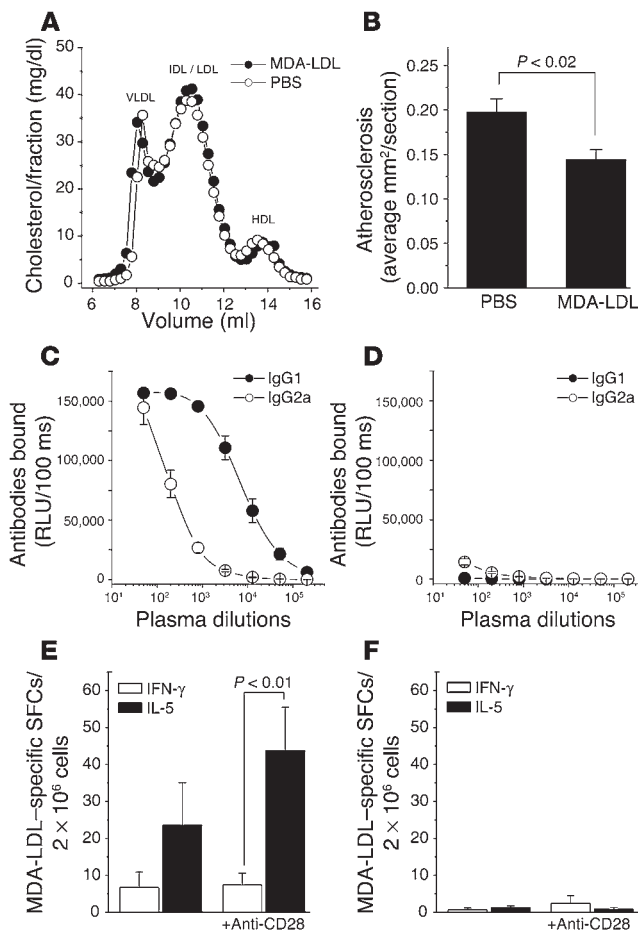 A
Cholesterol/fraction (mg/dl)
50
40
30
20
10
0
VLDL
IDL / LDL
HDL
MDA-LDL
PBS
6 8 10 12 14 16
Volume (ml)
B
Atherosclerosis
(average mm²/section)
P < 0.02
0.20
0.25
0.15
0.20
0.00
PBS MDA-LDL
C
Antibodies bound
(RLU/100 ms)
150,000
100,000
50,000
0
IgG1
IgG2a
10¹ 10² 10³ 10⁴ 10⁵
Plasma dilutions
D
Antibodies bound
(RLU/100 ms)
150,000
100,000
50,000
0
IgG1
IgG2a
10¹ 10² 10³ 10⁴ 10⁵
Plasma dilutions
E
MDA-LDL–specific SFCs/
2 × 10⁶ cells
60
50
40
30
20
10
0
IFN-γ
IL-5
P < 0.01
+Anti-CD28
F
MDA-LDL–specific SFCs/
2 × 10⁶ cells
60
50
40
30
20
10
0
IFN-γ
IL-5
+Anti-CD28